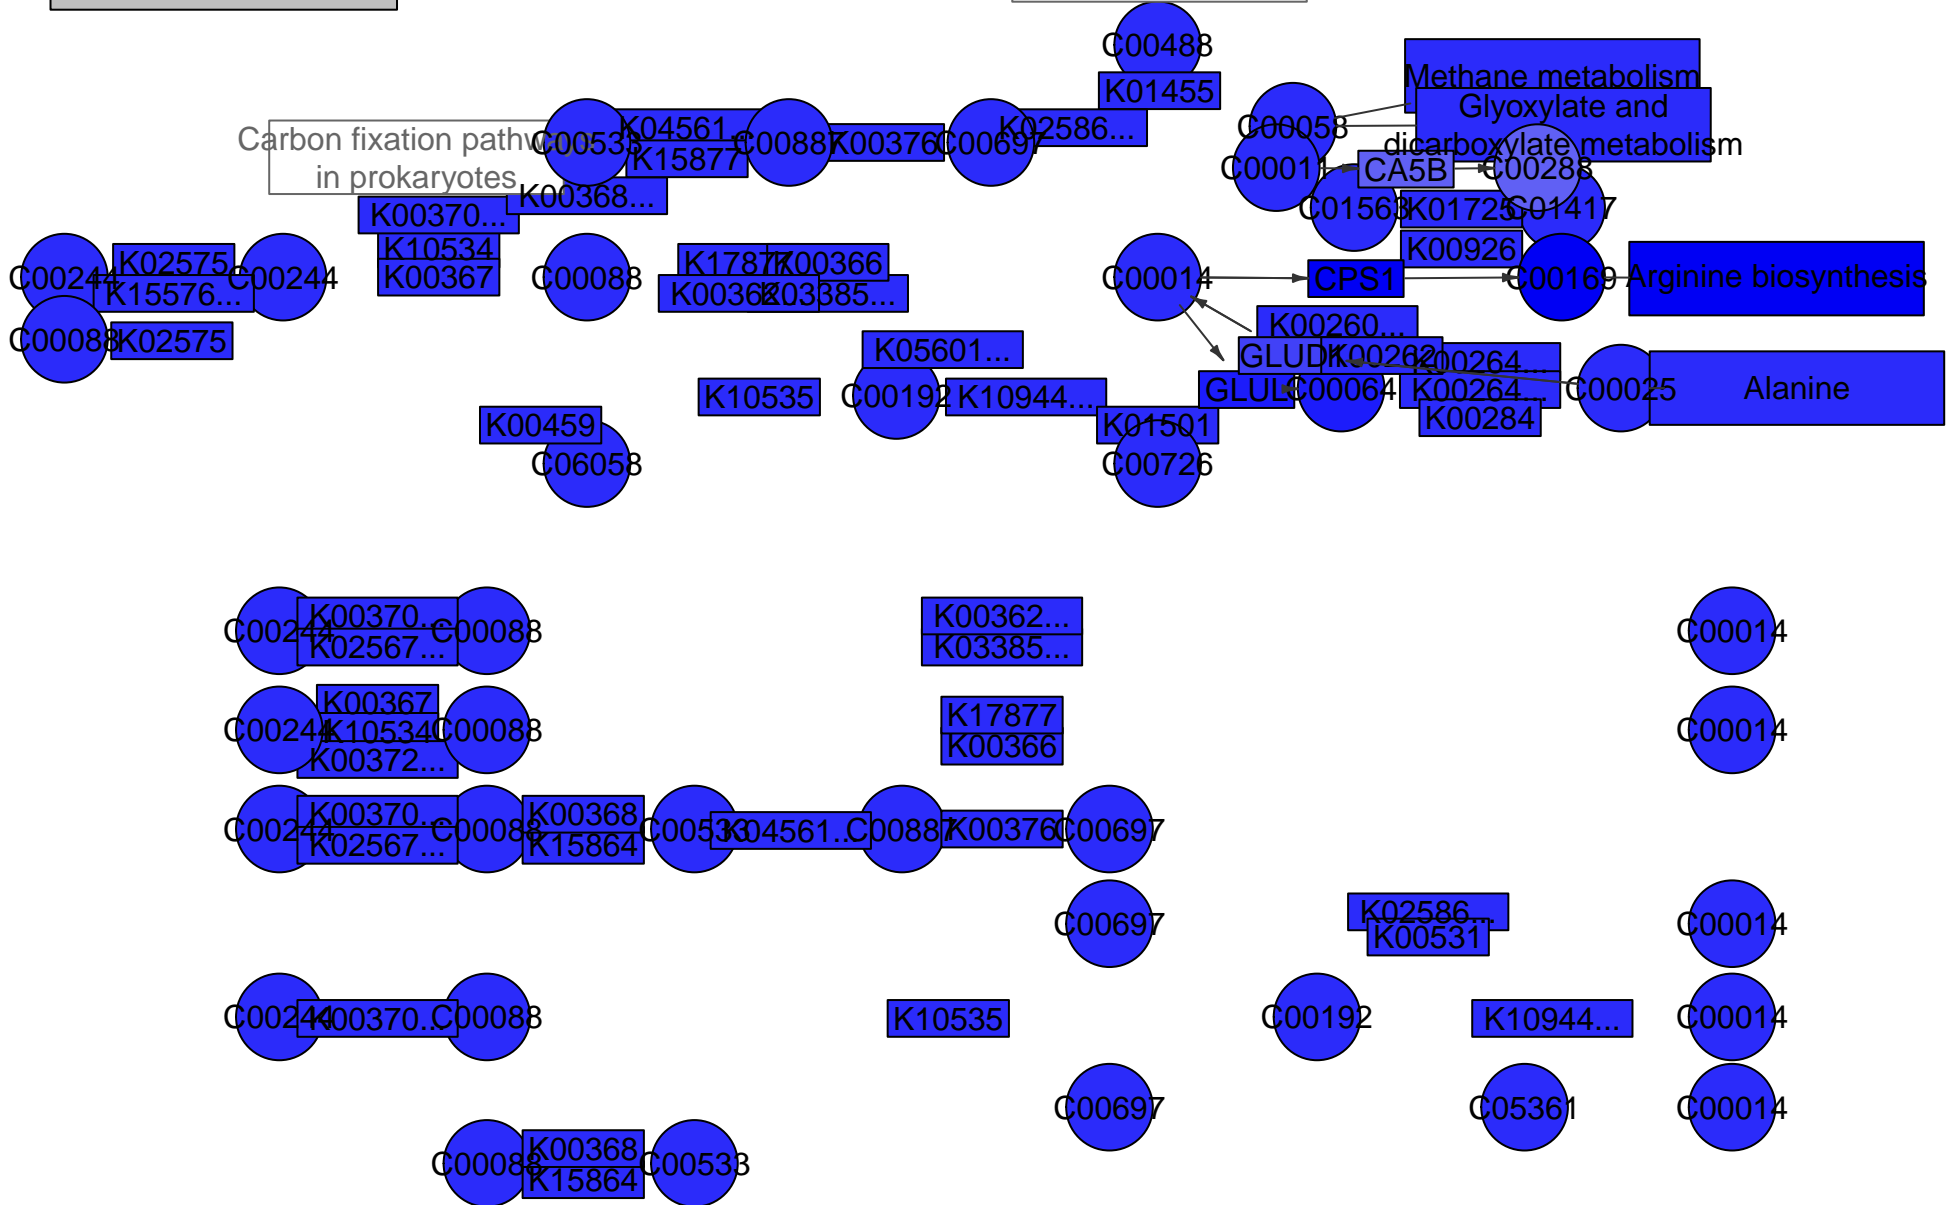 C00488
K01455
Methane metabolism
Glyoxylate and
dicarboxylate metabolism
Carbon fixation pathways
in prokaryotes
C00533
K04561...
K15877
C00887
K00376
C00697
K02586...
C00058
C00011
CA5B
C00288
K00368...
K00370...
C01563
K01725
C01417
K10534
K00367
K00926
C00244
K02575
K15576...
C00244
C00088
K17877
K00366
K00362...
K03385...
C00014
CPS1
C00169
Arginine biosynthesis
C00088
K02575
K05601...
K00260...
GLUD1
K00262
K00264...
K10535
C00192
K10944...
GLUL
C00064
K00264...
C00025
Alanine
K00284
K00459
K01501
C06058
C00726
C00244
K00370...
K02567...
C00088
K00362...
K03385...
C00014
C00244
K00367
K10534
K00372...
C00088
K17877
K00366
C00014
C00244
K00370...
K02567...
C00088
K00368
K15864
C00533
K04561...
C00887
K00376
C00697
C00697
K02586...
K00531
C00014
C00244
K00370...
C00088
K10535
C00192
K10944...
C00014
C00697
C05361
C00014
C00088
K00368
K15864
C00533